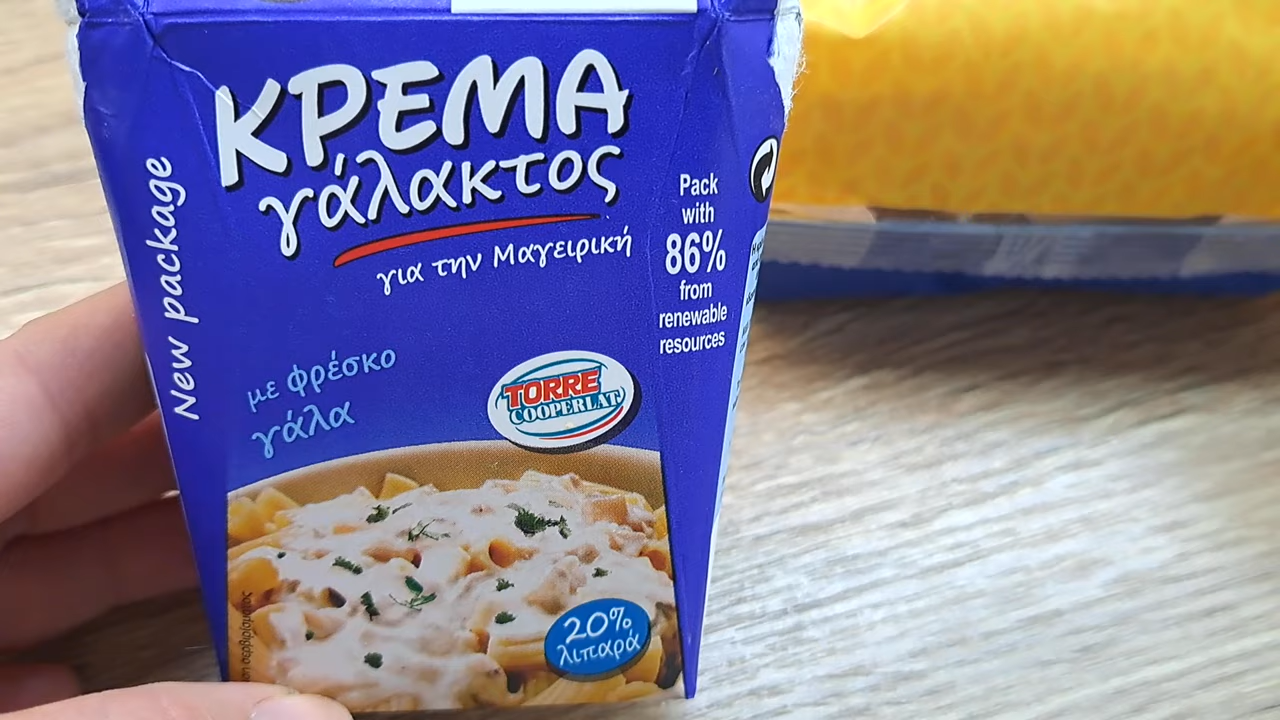 New package
ΚΡΕΜΑ
γάλακτος
για την Μαγειρική
Pack
with
86%
from
renewable
resources
με φρέσκο
γάλα
TORRE
COOPERLAT
20%
λιπαρά